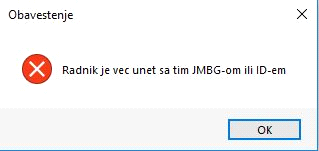 Obavestenje
Radnik je vec unet sa tim JMBG-om ili ID-em
OK